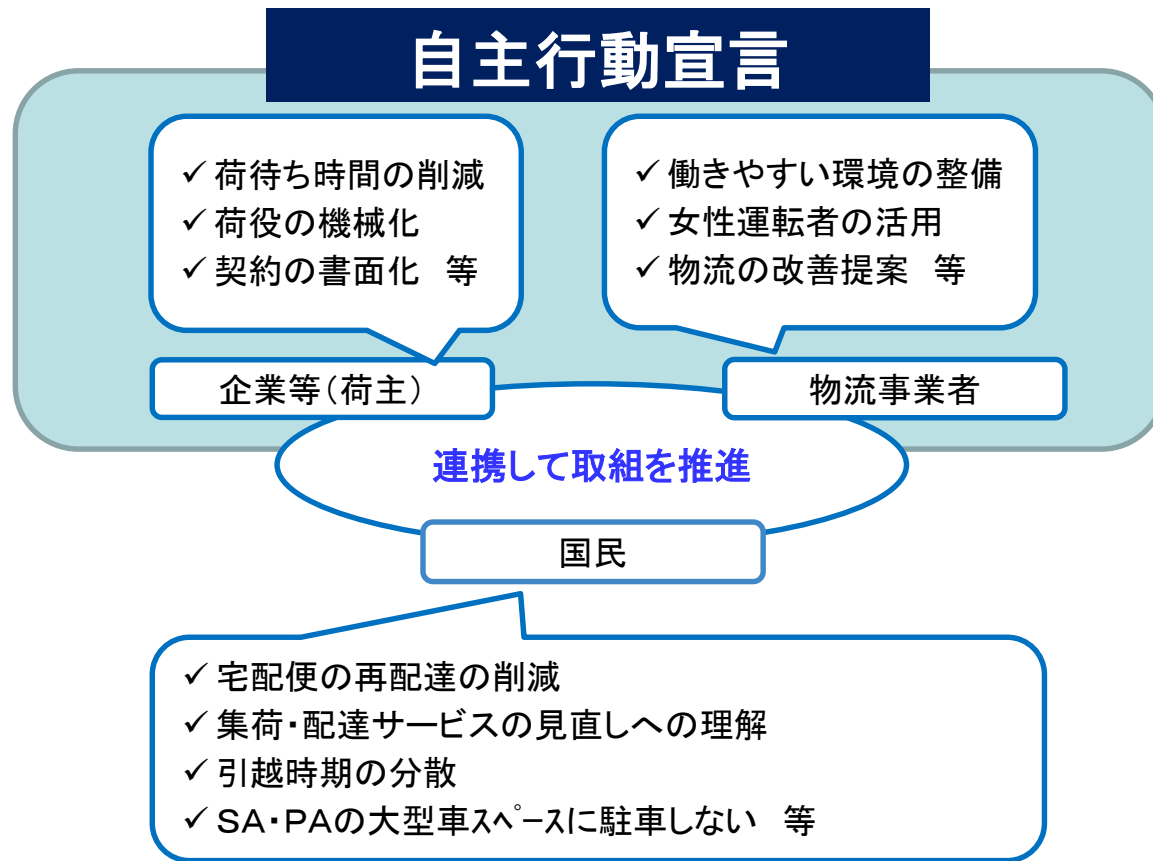 自主行動宣言
✓荷待ち時間の削減
✓荷役の機械化
✓契約の書面化 等
✓働きやすい環境の整備
✓女性運転者の活用
✓物流の改善提案 等
企業等(荷主)
物流事業者
連携して取組を推進
国民
✓宅配便の再配達の削減
✓集荷・配達サービスの見直しへの理解
✓引越時期の分散
✓SA・PAの大型車スペースに駐車しない 等